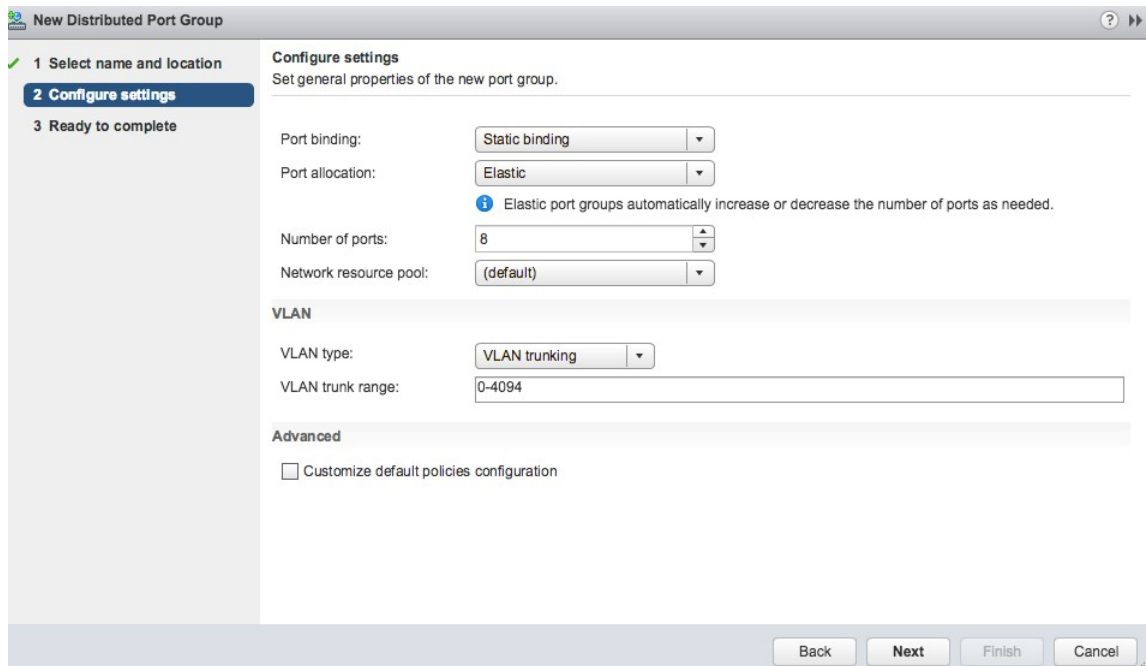 New Distributed Port Group
1 Select name and location
2 Configure settings
3 Ready to complete
Configure settings
Set general properties of the new port group.
Port binding: Static binding
Port allocation: Elastic
Elastic port groups automatically increase or decrease the number of ports as needed.
Number of ports: 8
Network resource pool: (default)
VLAN
VLAN type: VLAN trunking
VLAN trunk range: 0-4094
Advanced
Customize default policies configuration
Back Next Finish Cancel